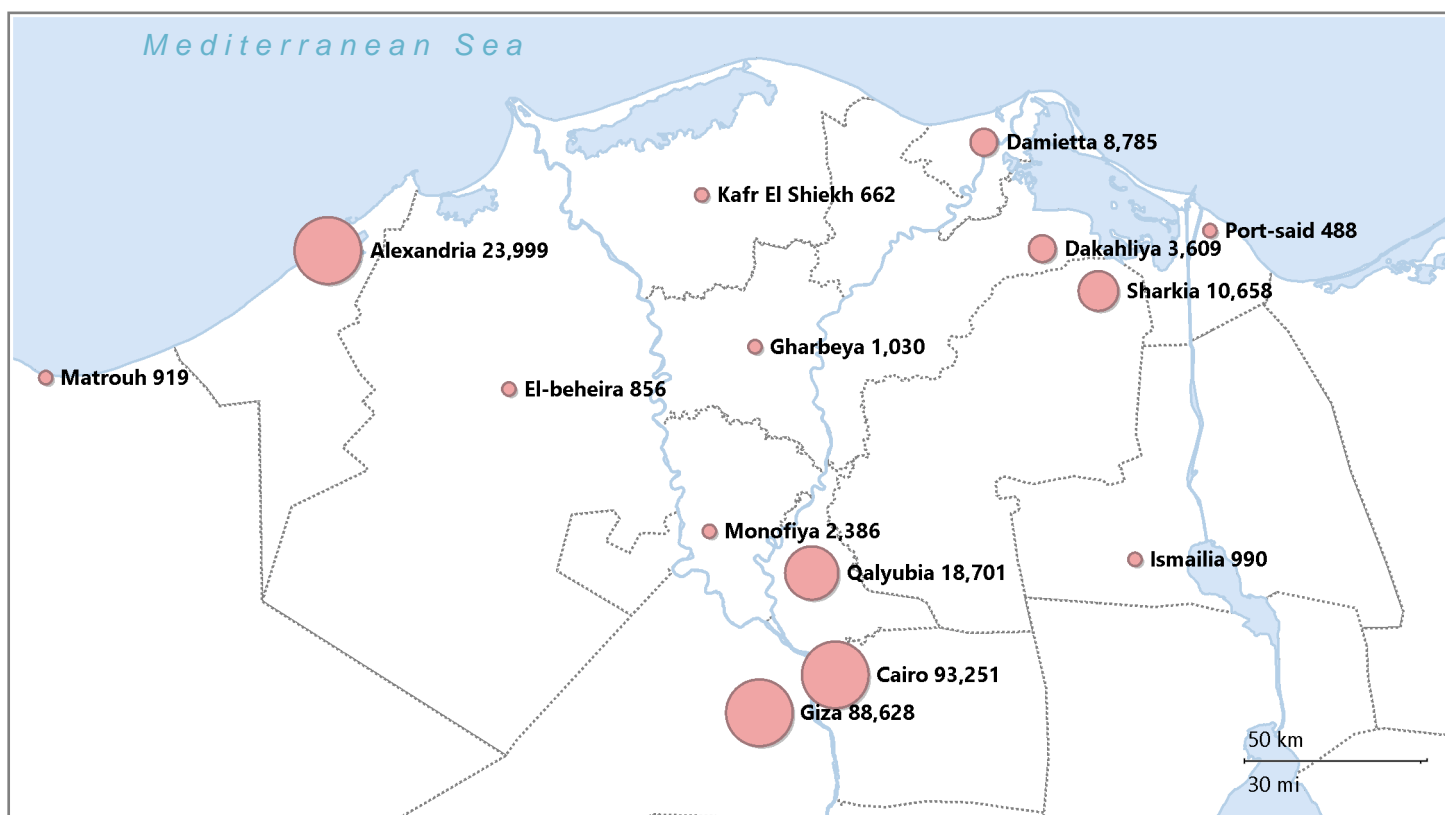 Mediterranean Sea
Damietta 8,785
Kafr El Shiekh 662
Port-said 488
Alexandria 23,999
Dakahliya 3,609
Sharkia 10,658
Gharbeya 1,030
Matrouh 919
El-beheira 856
Monofiya 2,386
Ismailia 990
Qalyubia 18,701
Cairo 93,251
Giza 88,628
50 km
30 mi